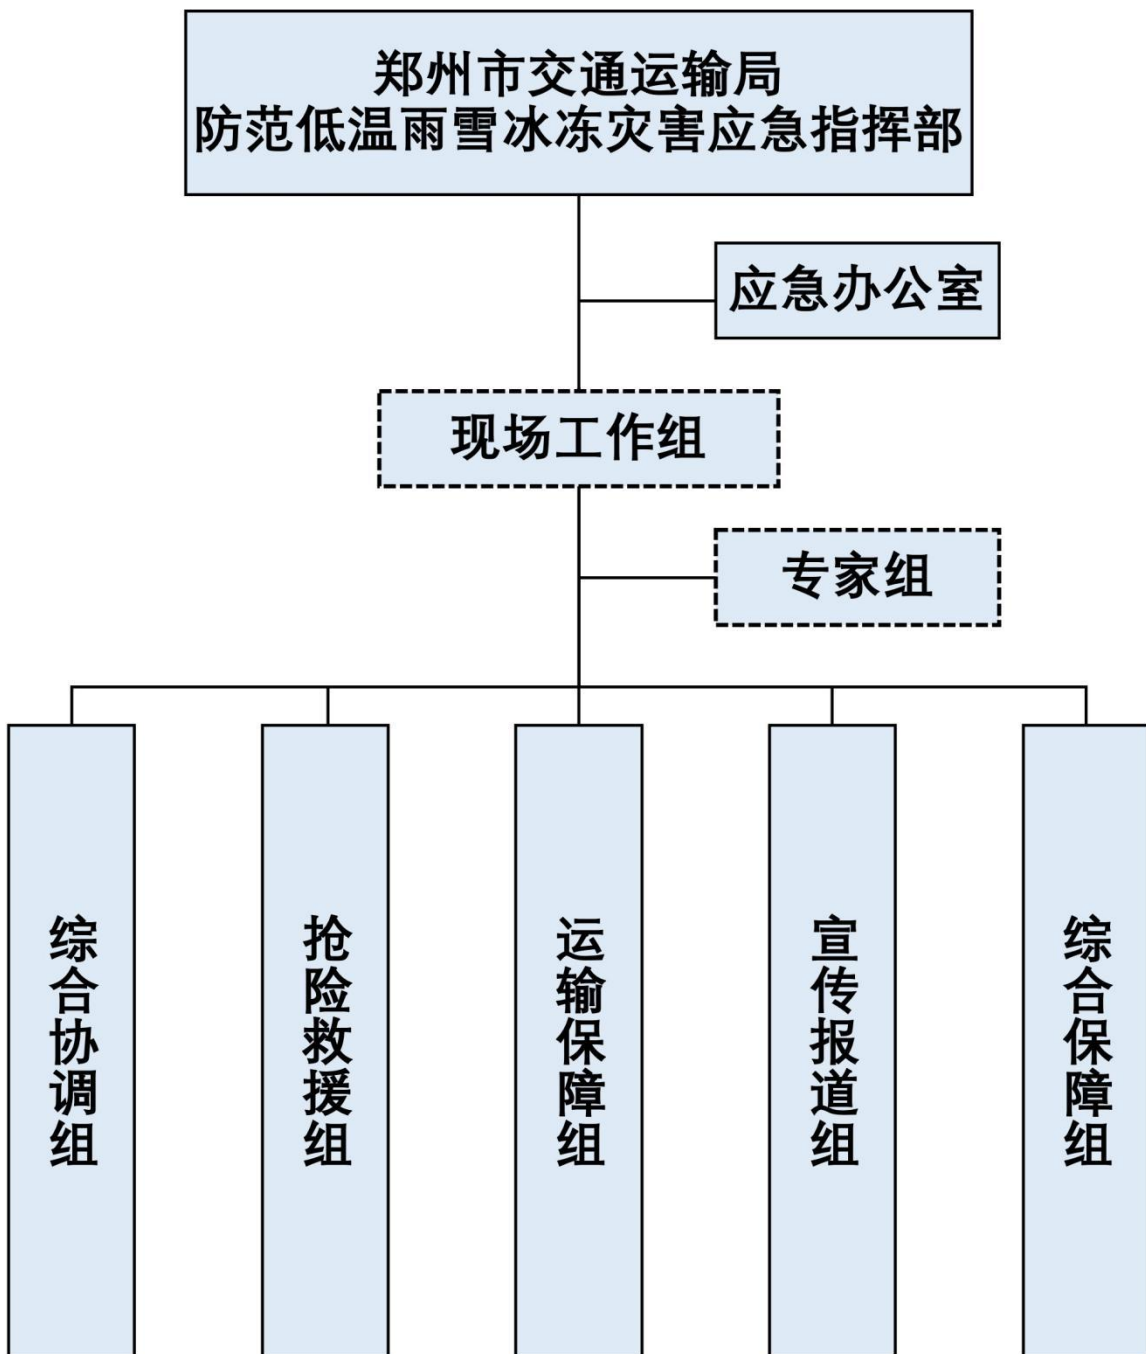 郑州市交通运输局
防范低温雨雪冰冻灾害应急指挥部
应急办公室
现场工作组
专家组
综合协调组
抢险救援组
运输保障组
宣传报道组
综合保障组